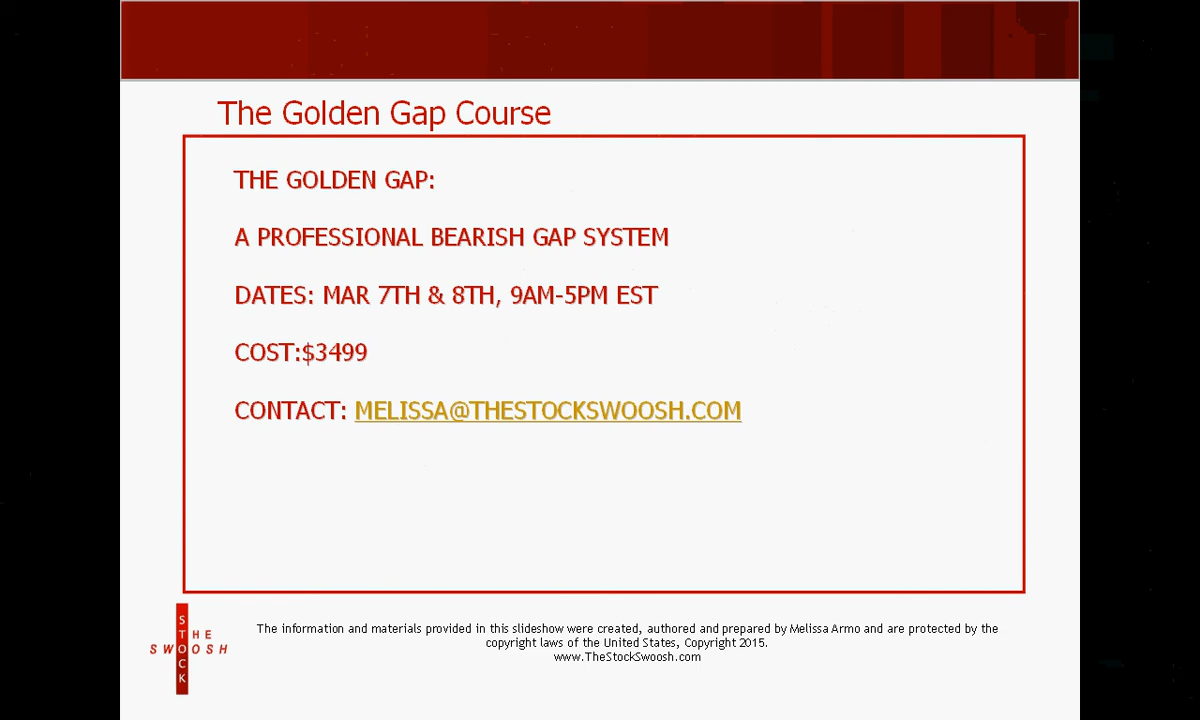 The Golden Gap Course
THE GOLDEN GAP:
A PROFESSIONAL BEARISH GAP SYSTEM
DATES: MAR 7TH & 8TH, 9AM-5PM EST
COST:$3499
CONTACT: MELISSA@THESTOCKSWOOSH.COM
THE
STOCK
SWOOSH
The information and materials provided in this slideshow were created, authored and prepared by Melissa Armo and are protected by the
copyright laws of the United States, Copyright 2015.
www.TheStockSwoosh.com